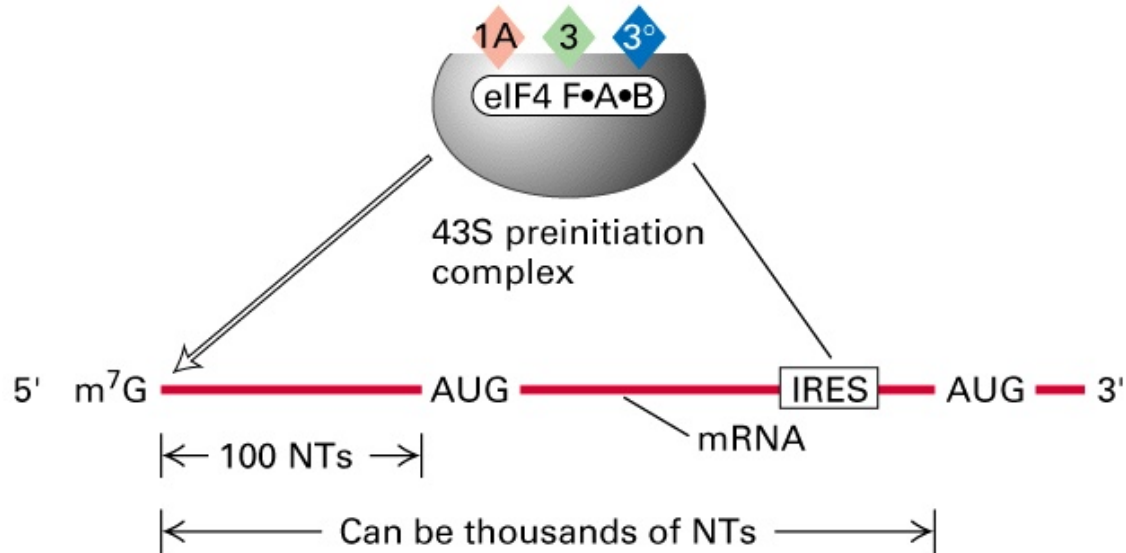 1A 3 3°
eIF4 F•A•B
43S preinitiation
complex
5' m⁷G AUG IRES AUG 3'
mRNA
100 NTs
Can be thousands of NTs